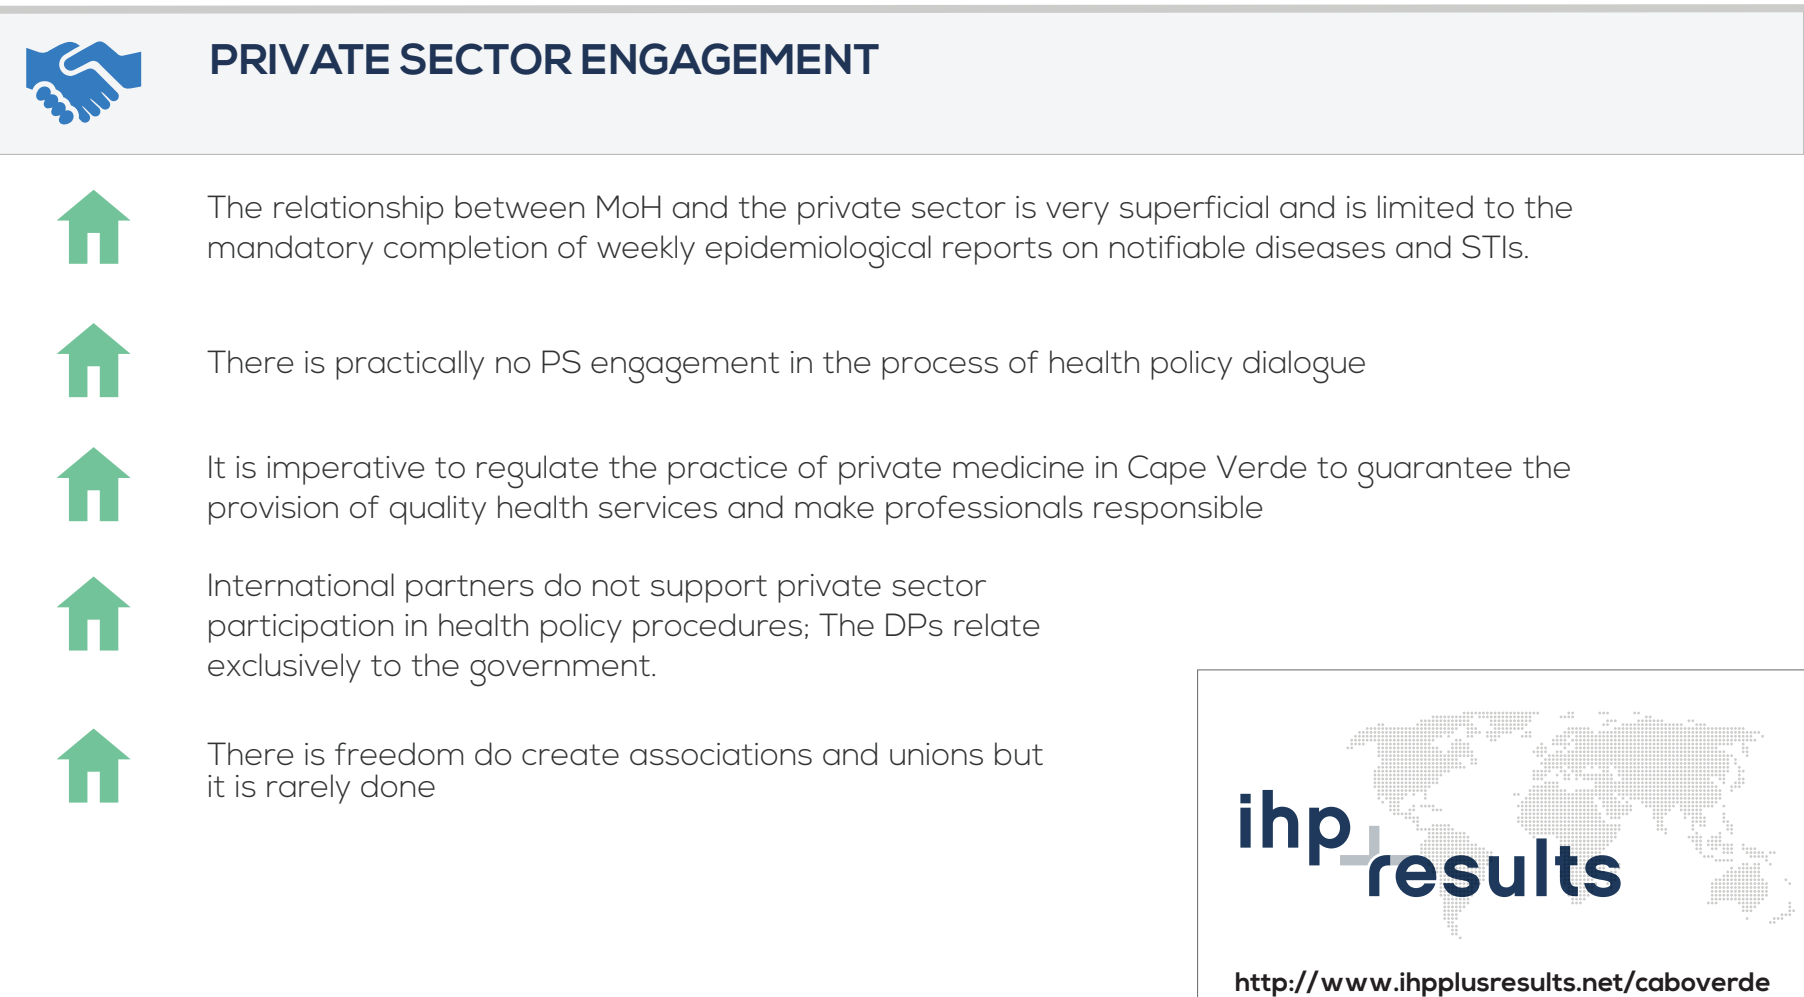 PRIVATE SECTOR ENGAGEMENT
The relationship between MoH and the private sector is very superficial and is limited to the
mandatory completion of weekly epidemiological reports on notifiable diseases and STIs.
There is practically no PS engagement in the process of health policy dialogue
It is imperative to regulate the practice of private medicine in Cape Verde to guarantee the
provision of quality health services and make professionals responsible
International partners do not support private sector
participation in health policy procedures; The DPs relate
exclusively to the government.
There is freedom do create associations and unions but
it is rarely done
ihp
results
http://www.ihpplusresults.net/caboverde